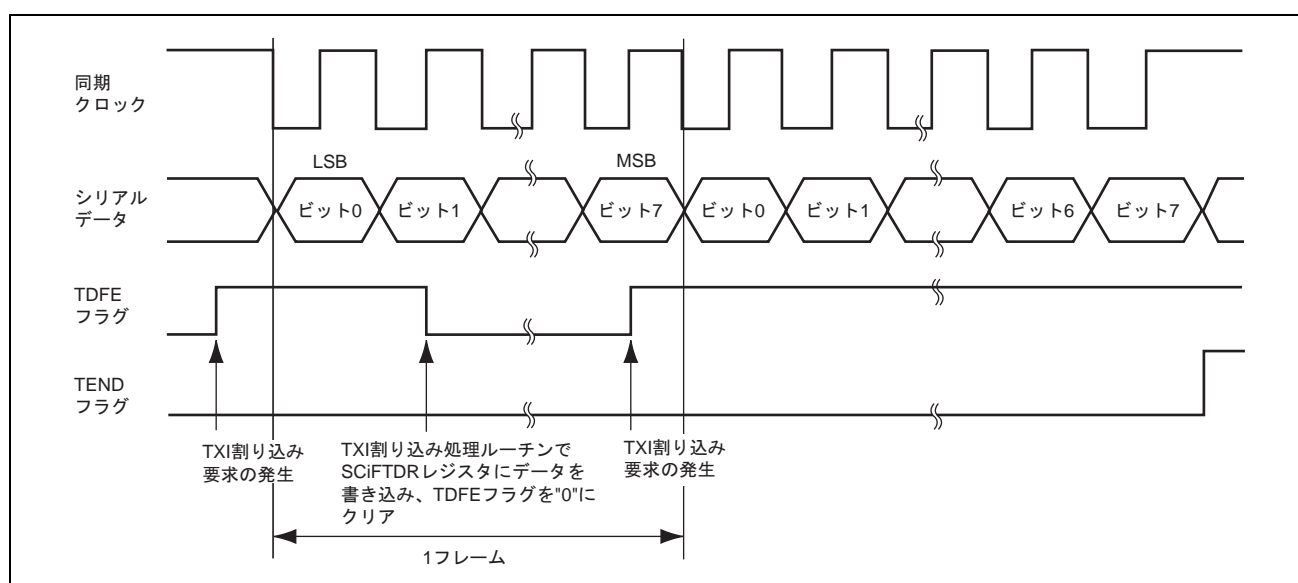 同期
クロック
LSB
MSB
シリアル
データ
ビット0
ビット1
ビット7
ビット0
ビット1
ビット6
ビット7
TDFE
フラグ
TEND
フラグ
TXI割り込み
要求の発生
TXI割り込み処理ルーチンで
SCiFTDRレジスタにデータを
書き込み、TDFEフラグを"0"に
クリア
TXI割り込み
要求の発生
1フレーム